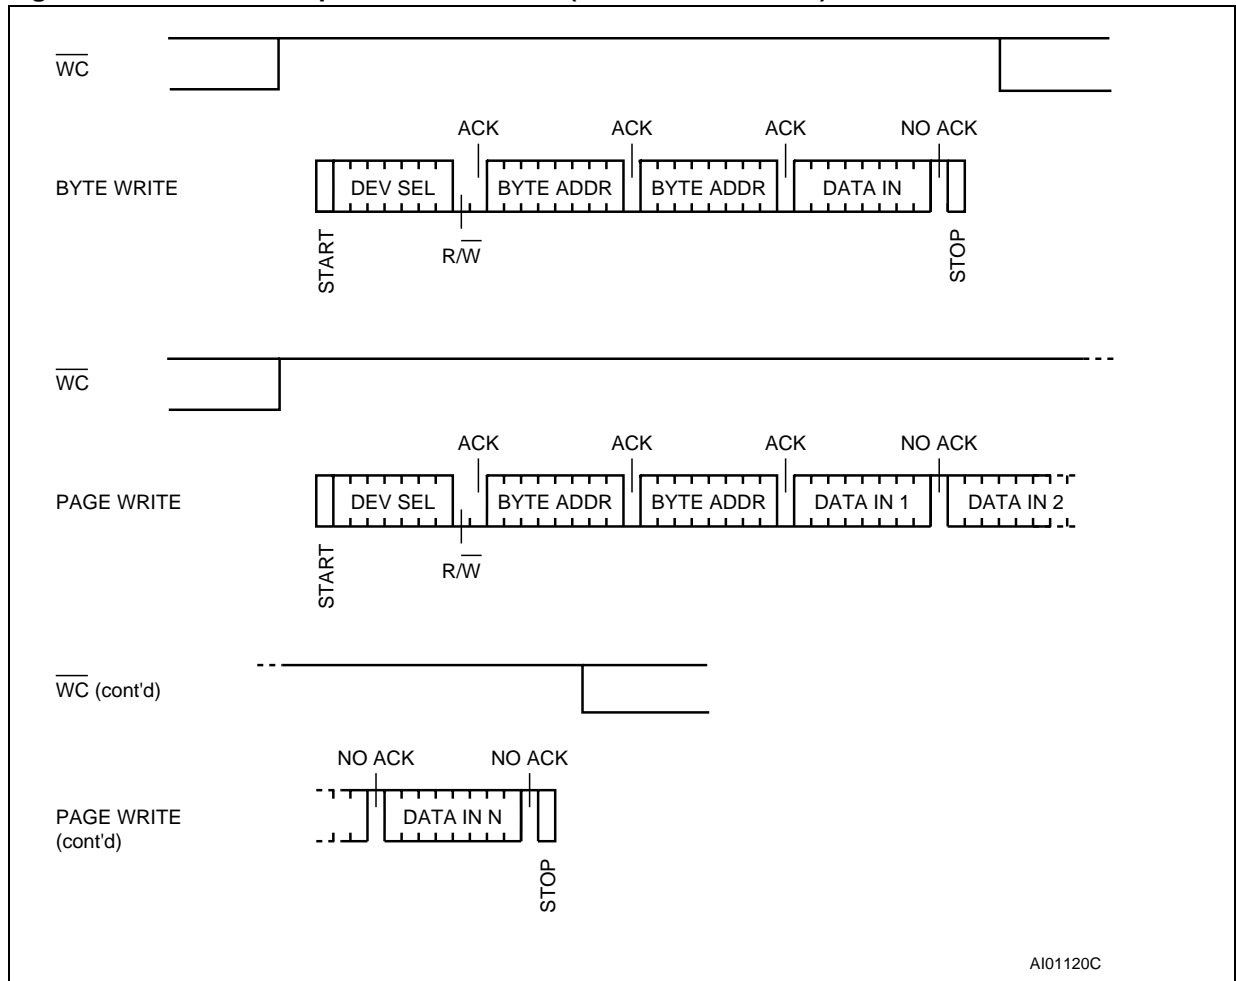 WC
ACK ACK ACK NO ACK
BYTE WRITE DEV SEL BYTE ADDR BYTE ADDR DATA IN
R/W
START
STOP
WC
ACK ACK ACK NO ACK
PAGE WRITE DEV SEL BYTE ADDR BYTE ADDR DATA IN 1 DATA IN 2
R/W
START
WC (cont'd)
NO ACK NO ACK
PAGE WRITE DATA IN N
(cont'd)
STOP
AI01120C